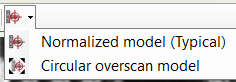 Normalized model (Typical)
Circular overscan model